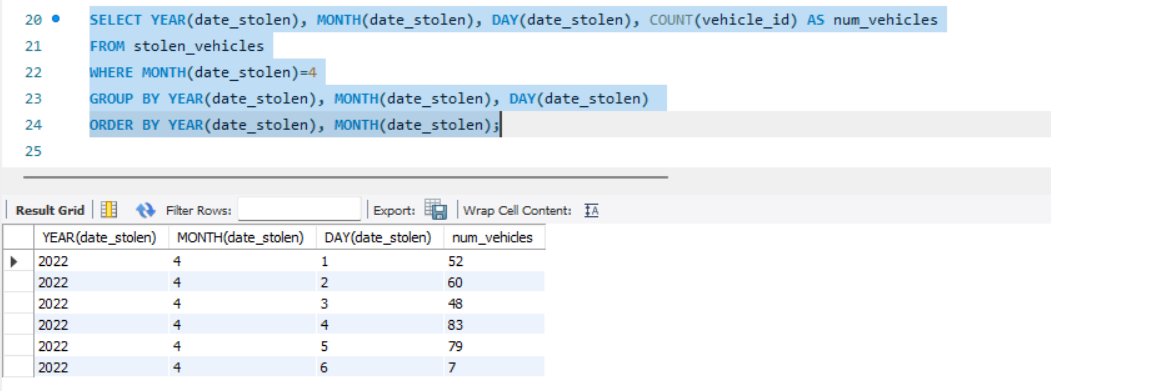 20 SELECT YEAR(date_stolen), MONTH(date_stolen), DAY(date_stolen), COUNT(vehicle_id) AS num_vehicles
21 FROM stolen_vehicles
22 WHERE MONTH(date_stolen)=4
23 GROUP BY YEAR(date_stolen), MONTH(date_stolen), DAY(date_stolen)
24 ORDER BY YEAR(date_stolen), MONTH(date_stolen);
25
Result Grid Filter Rows: Export: Wrap Cell Content: IA
YEAR(date_stolen) MONTH(date_stolen) DAY(date_stolen) num_vehicles
2022 4 1 52
2022 4 2 60
2022 4 3 48
2022 4 4 83
2022 4 5 79
2022 4 6 7